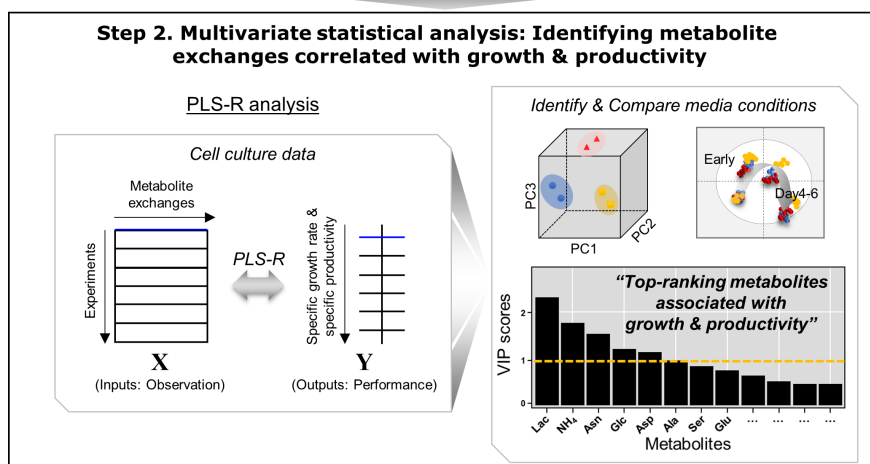 Step 2. Multivariate statistical analysis: Identifying metabolite
exchanges correlated with growth & productivity
PLS-R analysis
Cell culture data
Metabolite
exchanges
Experiments
X
(Inputs: Observation)
PLS-R
Specific growth rate &
specific productivity
Y
(Outputs: Performance)
Identify & Compare media conditions
PC3
PC1
PC2
Early
Day4-6
“Top-ranking metabolites
associated with
growth & productivity”
VIP scores
2
1
0
Lac
NH₄
Asn
Glc
Asp
Ala
Ser
Glu
...
...
...
...
Metabolites